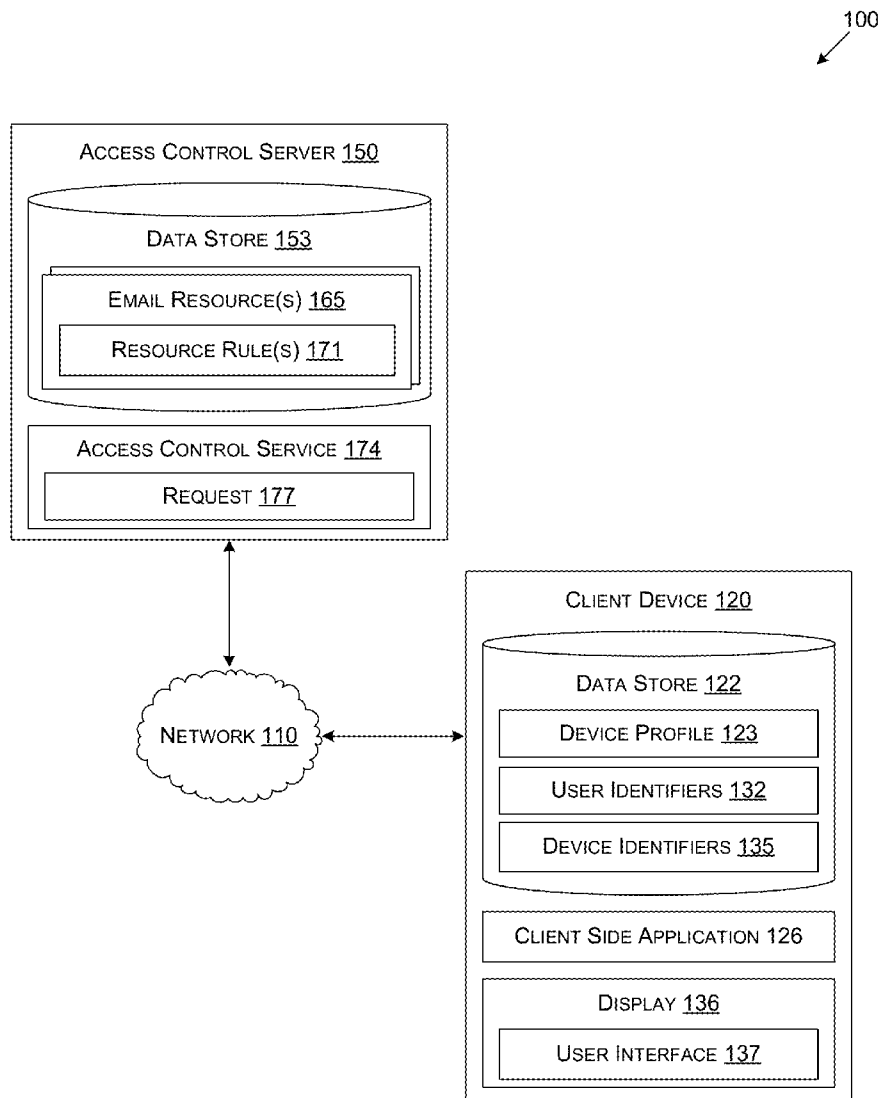 100
ACCESS CONTROL SERVER 150
DATA STORE 153
EMAIL RESOURCE(S) 165
RESOURCE RULE(S) 171
ACCESS CONTROL SERVICE 174
REQUEST 177
CLIENT DEVICE 120
DATA STORE 122
DEVICE PROFILE 123
USER IDENTIFIERS 132
DEVICE IDENTIFIERS 135
NETWORK 110
CLIENT SIDE APPLICATION 126
DISPLAY 136
USER INTERFACE 137